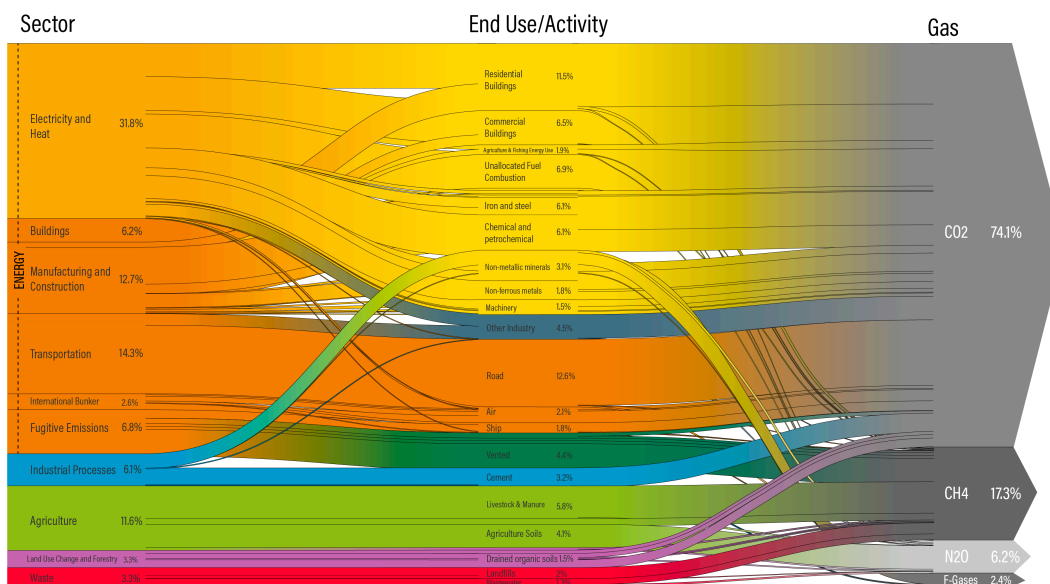 Sector
End Use/Activity
Gas
ENERGY
Electricity and
Heat
31.8%
Buildings 6.2%
Manufacturing and
Construction
12.7%
Transportation 14.3%
International Bunker 2.6%
Fugitive Emissions 6.8%
Industrial Processes 6.1%
Agriculture 11.6%
Land Use Change and Forestry 3.3%
Waste 3.3%
Residential
Buildings
11.5%
Commercial
Buildings
6.5%
Agriculture & Fishing Energy Use 1.9%
Unallocated Fuel
Combustion
6.9%
Iron and steel 6.1%
Chemical and
petrochemical
6.1%
Non-metallic minerals 3.1%
Non-ferrous metals 1.8%
Machinery 1.5%
Other Industry 4.5%
Road 12.6%
Air 2.1%
Ship 1.8%
Vented 4.4%
Cement 3.2%
Livestock & Manure 5.8%
Agriculture Soils 4.1%
Drained organic soils 1.5%
Landfills
CO2 74.1%
CH4 17.3%
N2O 6.2%
F-Gases 2.4%